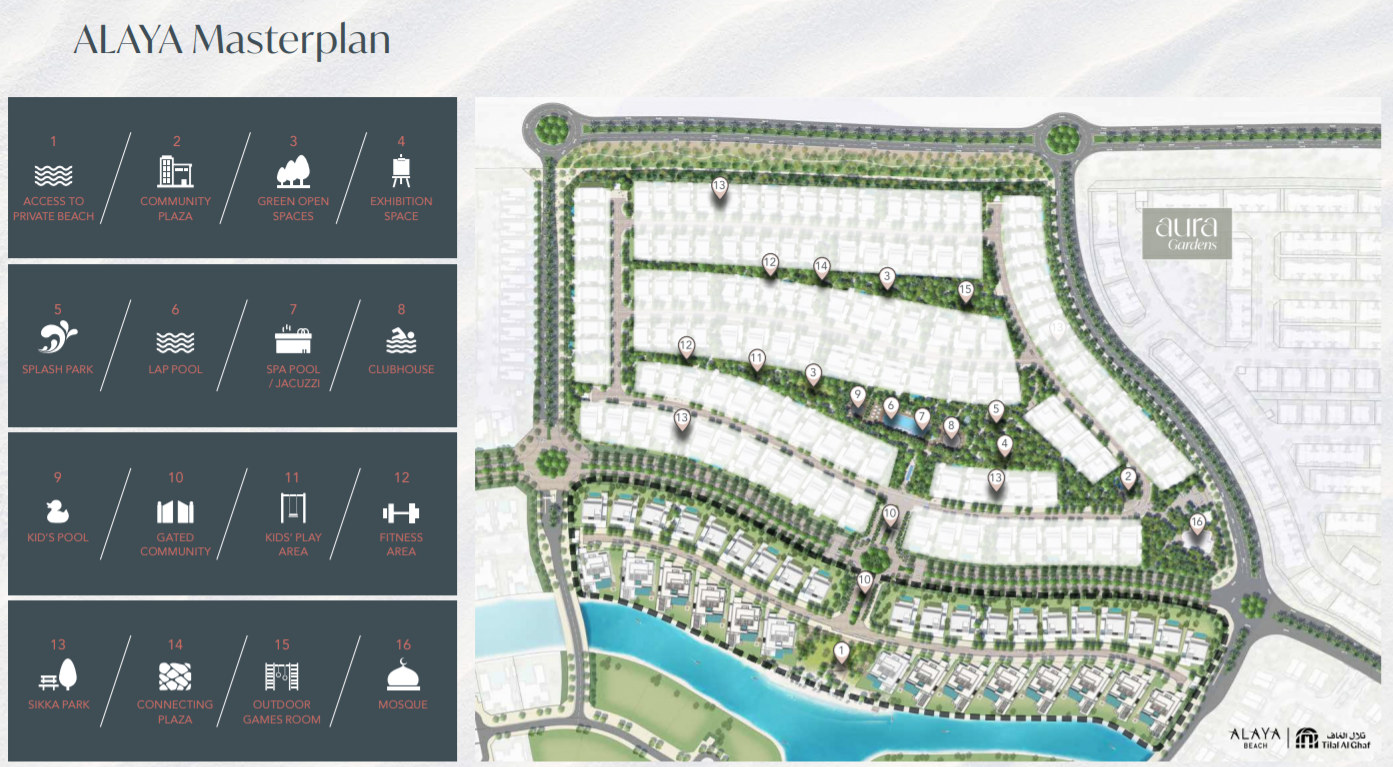 ALAYA Masterplan
1
ACCESS TO
PRIVATE BEACH
2
COMMUNITY
PLAZA
3
GREEN OPEN
SPACES
4
EXHIBITION
SPACE
5
SPLASH PARK
6
LAP POOL
7
SPA POOL
/ JACUZZI
8
CLUBHOUSE
9
KID'S POOL
10
GATED
COMMUNITY
11
KIDS' PLAY
AREA
12
FITNESS
AREA
13
SIKKA PARK
14
CONNECTING
PLAZA
15
OUTDOOR
GAMES ROOM
16
MOSQUE
13
aura
Gardens
12
14
3
15
13
12
11
3
9
6
7
8
5
4
13
13
2
10
16
10
1
ALAYA
BEACH
تلال الغاف
Tilal Al Ghaf